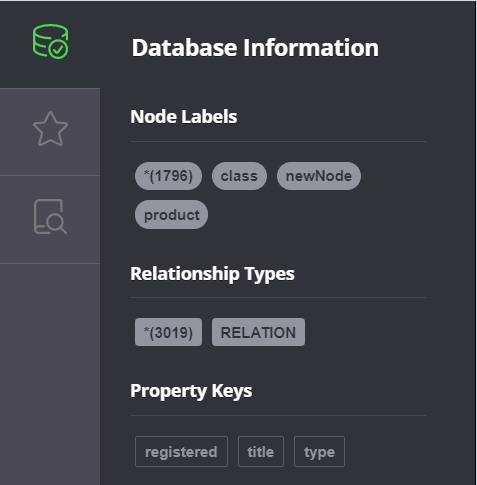 Database Information
Node Labels
*(1796) class newNode
product
Relationship Types
*(3019) RELATION
Property Keys
registered title type